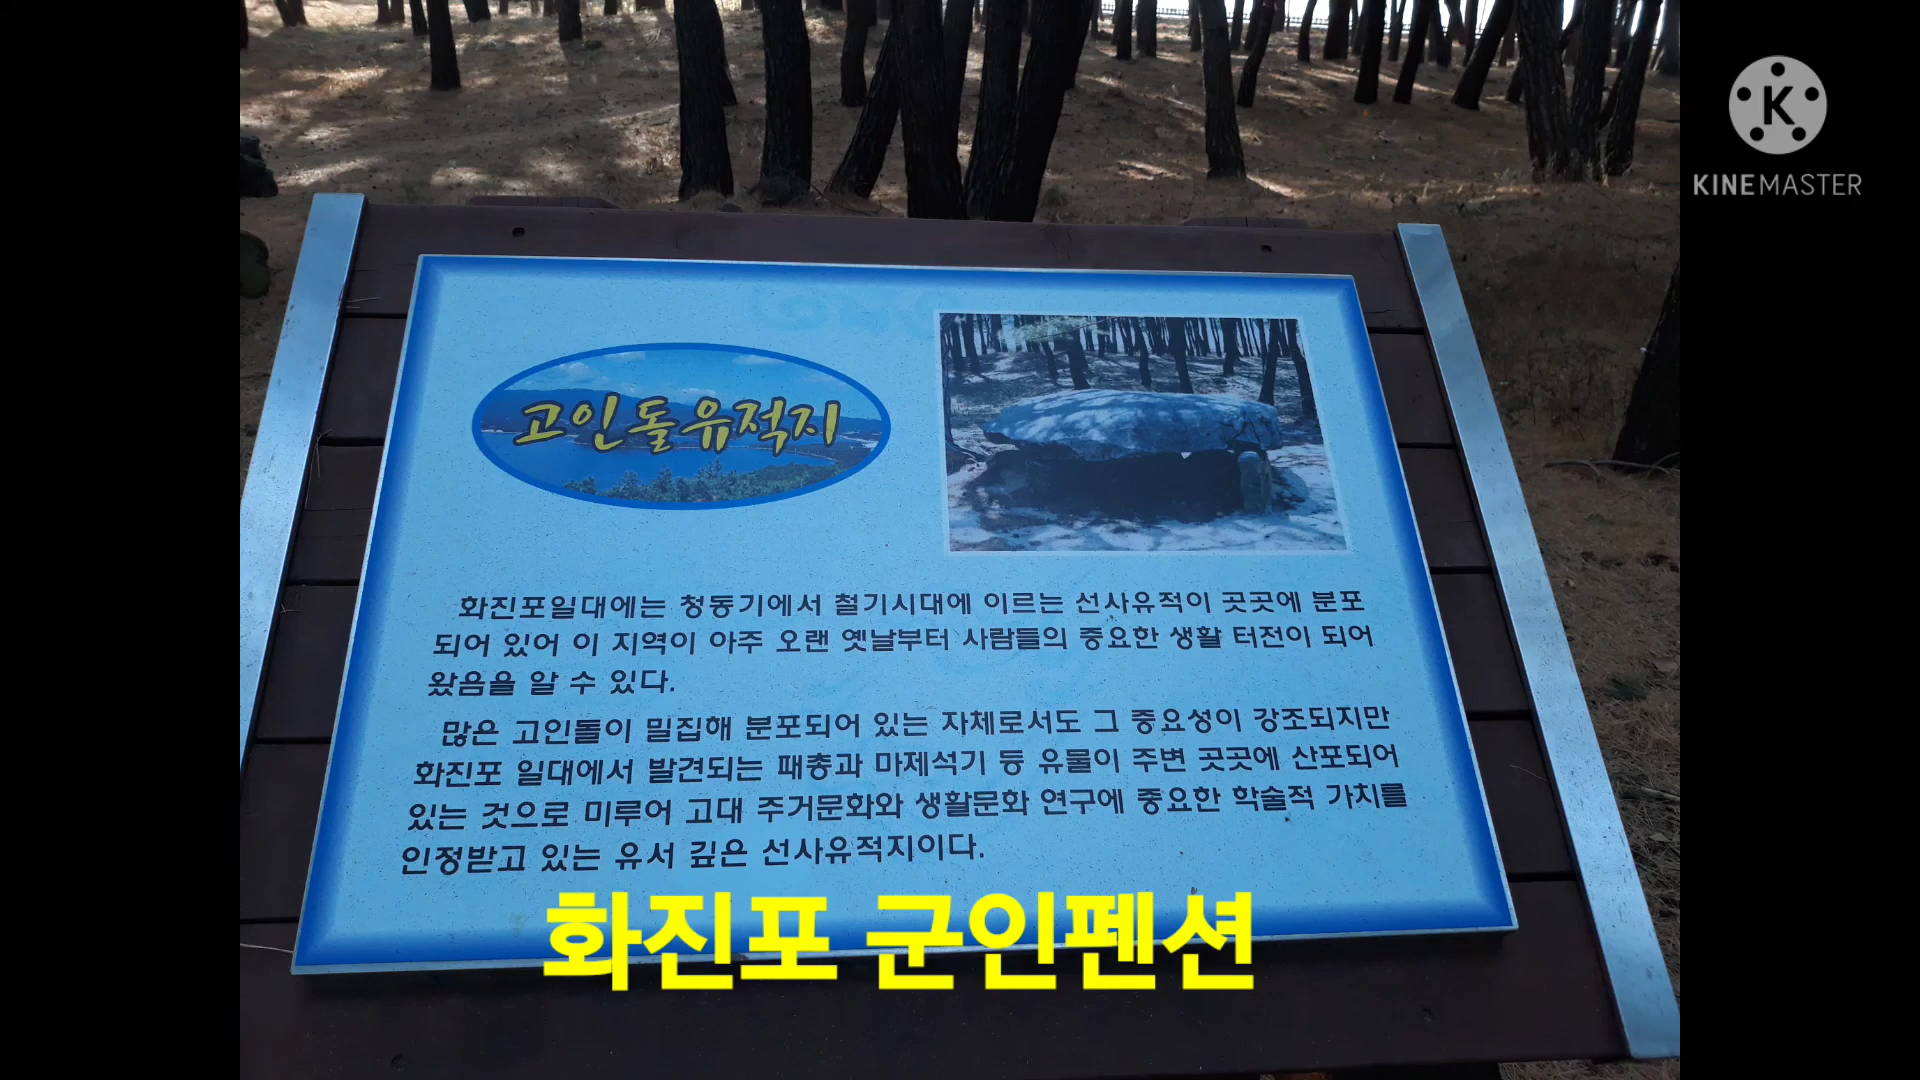 KINEMASTER
고인돌유적지
화진포일대에는 청동기에서 철기시대에 이르는 선사유적이 곳곳에 분포
되어 있어 이 지역이 아주 오랜 옛날부터 사람들의 중요한 생활 터전이 되어
왔음을 알 수 있다.
많은 고인돌이 밀집해 분포되어 있는 자체로서도 그 중요성이 강조되지만
화진포 일대에서 발견되는 패총과 마제석기 등 유물이 주변 곳곳에 산포되어
있는 것으로 미루어 고대 주거문화와 생활문화 연구에 중요한 학술적 가치를
인정받고 있는 유서 깊은 선사유적지이다.
화진포 군인펜션